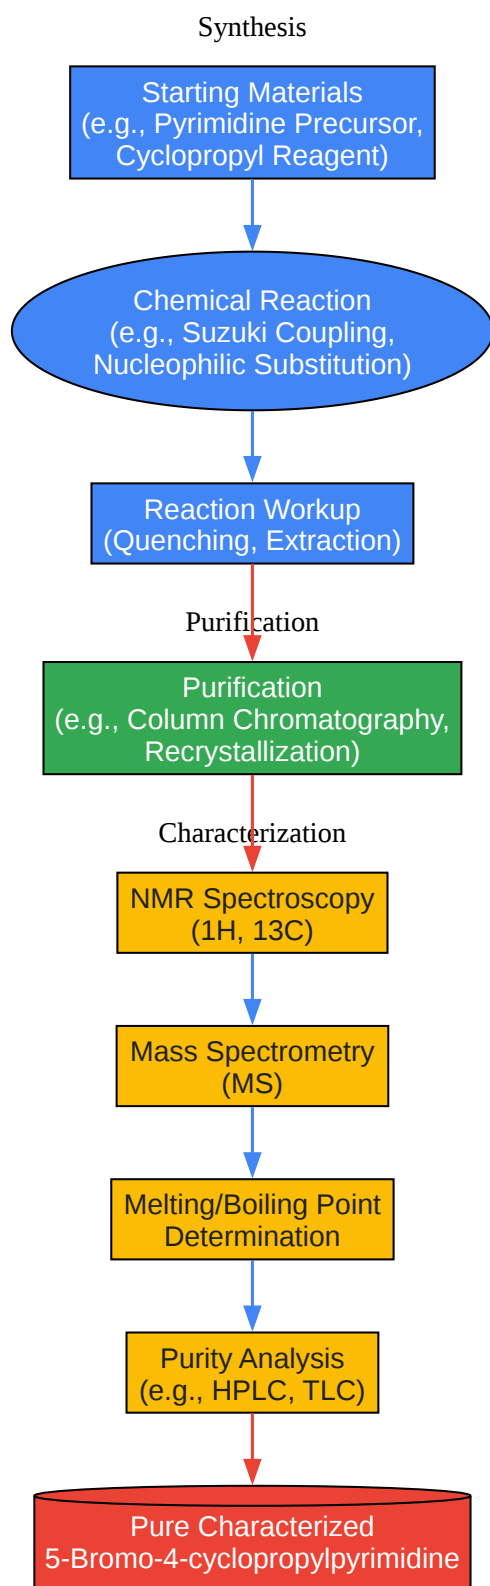 Synthesis
Starting Materials
(e.g., Pyrimidine Precursor,
Cyclopropyl Reagent)
Chemical Reaction
(e.g., Suzuki Coupling,
Nucleophilic Substitution)
Reaction Workup
(Quenching, Extraction)
Purification
Purification
(e.g., Column Chromatography,
Recrystallization)
Characterization
NMR Spectroscopy
(1H, 13C)
Mass Spectrometry
(MS)
Melting/Boiling Point
Determination
Purity Analysis
(e.g., HPLC, TLC)
Pure Characterized
5-Bromo-4-cyclopropylpyrimidine